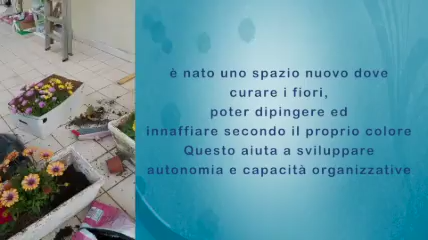 è nato uno spazio nuovo dove
curare i fiori,
poter dipingere ed
innaffiare secondo il proprio colore
Questo aiuta a sviluppare
autonomia e capacità organizzative